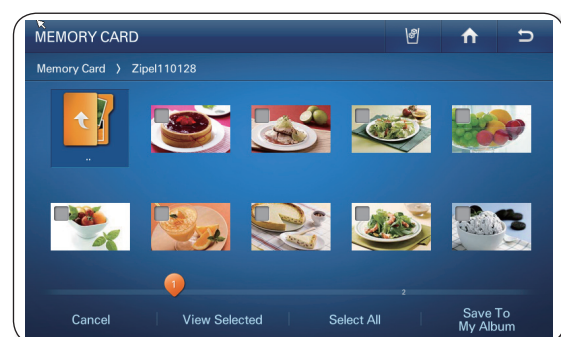 MEMORY CARD
Memory Card > Zipel110128
..
1
2
Cancel
View Selected
Select All
Save To
My Album